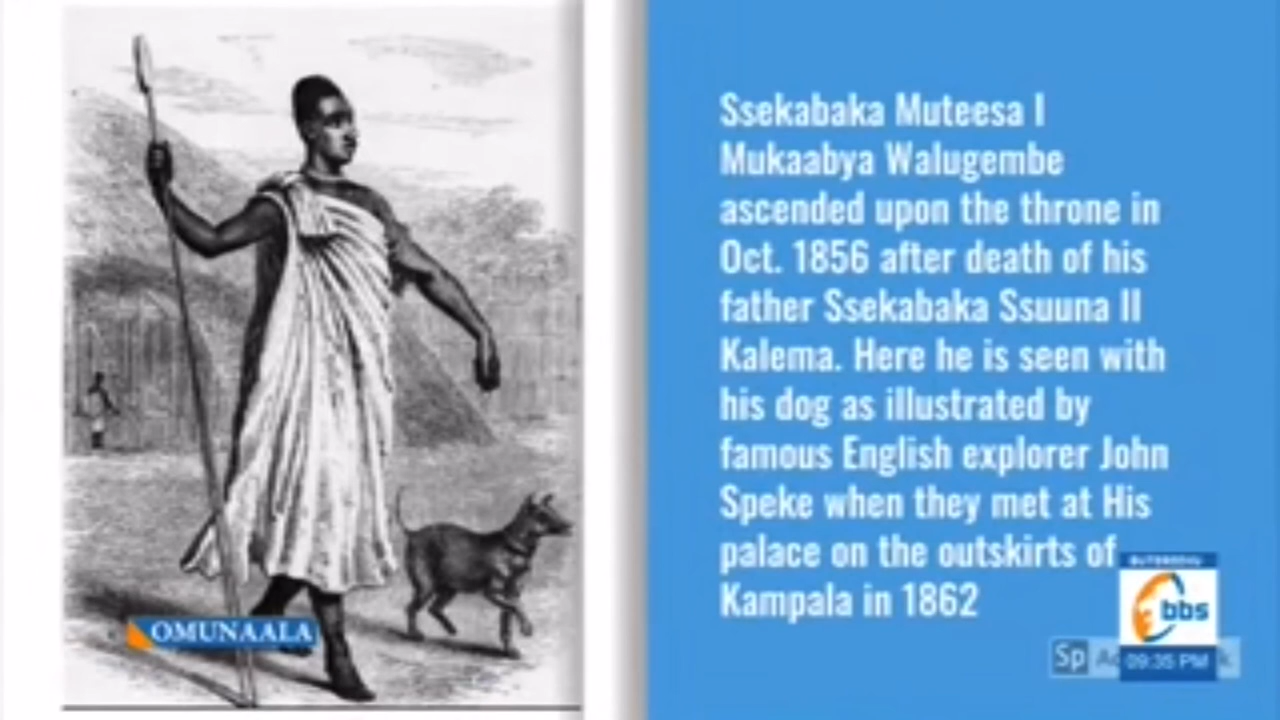 Ssekabaka Muteesa I
Mukaabya Walugembe
ascended upon the throne in
Oct. 1856 after death of his
father Ssekabaka Ssuuna II
Kalema. Here he is seen with
his dog as illustrated by
famous English explorer John
Speke when they met at His
palace on the outskirts of
Kampala in 1862
OMUNAALA
bbs
Sp
09:35 PM